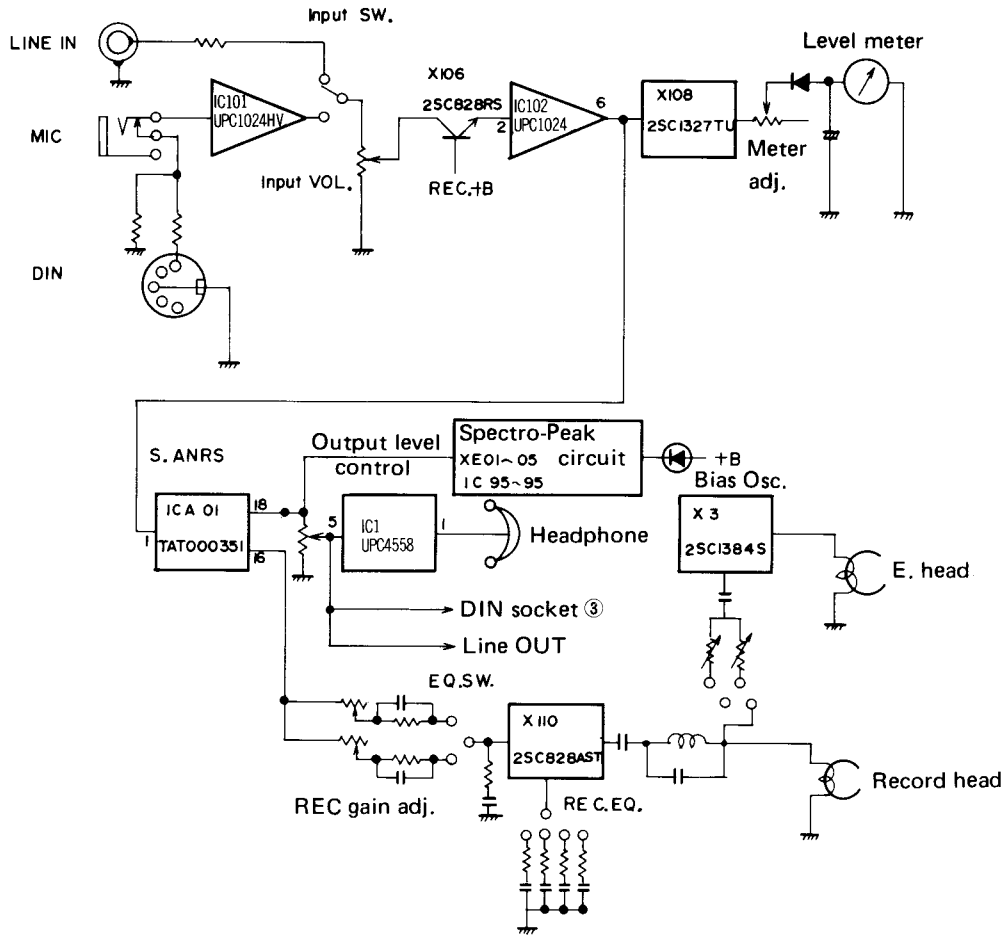 Input SW.
LINE IN
Level meter
X106
2SC828RS
IC101
UPC1024HV
IC102
UPC1024
2
6
X108
2SC1327TU
MIC
Input VOL.
REC.+B
Meter
adj.
DIN
S. ANRS
Output level
control
Spectro-Peak
circuit
XE01~05
IC 95~95
+B
Bias Osc.
ICA 01
TAT000351
1
18
16
5
IC1
UPC4558
1
Headphone
X 3
2SC1384S
E. head
DIN socket ③
Line OUT
EQ.SW.
X 110
2SC828AST
REC gain adj.
REC.EQ.
Record head